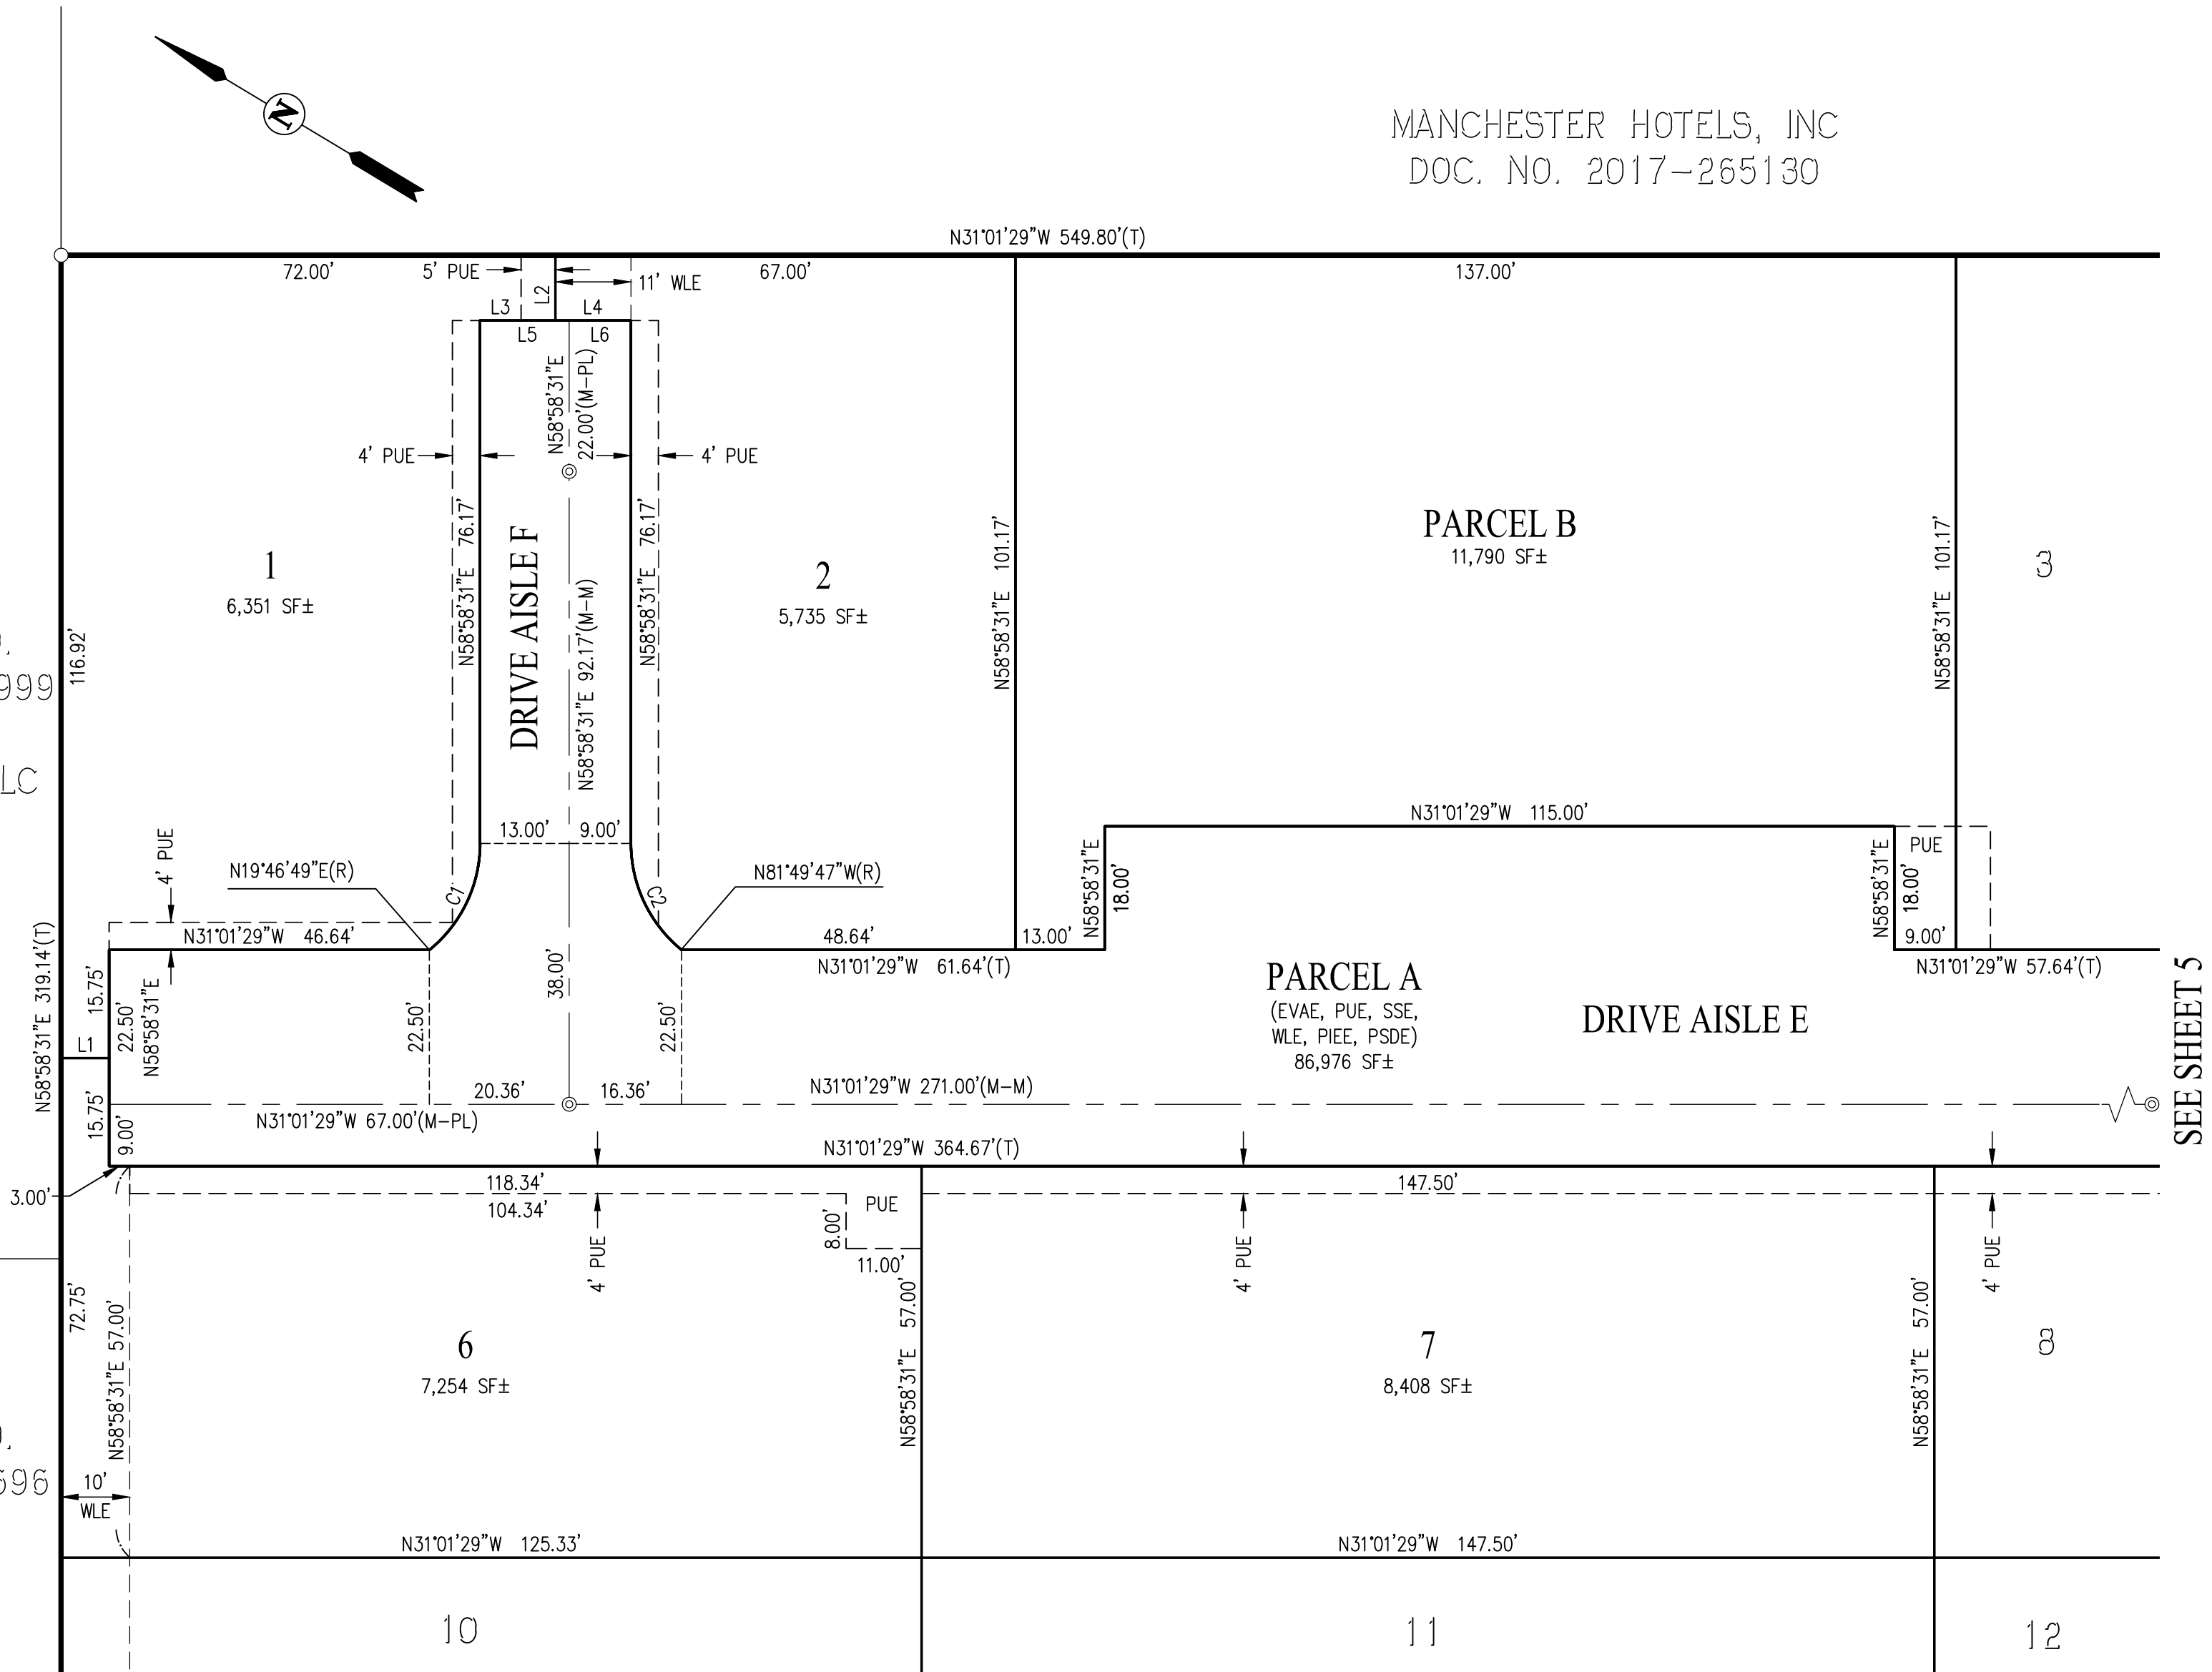 N
MANCHESTER HOTELS, INC
DOC. NO. 2017-265130
N31°01'29"W 549.80'(T)
72.00'
5' PUE
L2
11' WLE
67.00'
137.00'
L3
L4
L5
L6
N58°58'31"E
22.00'(M-PL)
4' PUE
4' PUE
N58°58'31"E 76.17'
DRIVE AISLE F
N58°58'31"E 92.17'(M-M)
N58°58'31"E 76.17'
1
6,351 SF±
2
5,735 SF±
N58°58'31"E 101.17'
PARCEL B
11,790 SF±
N58°58'31"E 101.17'
3
116.92'
999
LC
13.00'
9.00'
C1
C2
4' PUE
N19°46'49"E(R)
N81°49'47"W(R)
N31°01'29"W 115.00'
N58°58'31"E
18.00'
N58°58'31"E
18.00'
PUE
9.00'
N31°01'29"W 46.64'
48.64'
13.00'
N31°01'29"W 61.64'(T)
N31°01'29"W 57.64'(T)
N58°58'31"E 319.14'(T)
15.75'
22.50'
N58°58'31"E
L1
22.50'
38.00'
22.50'
PARCEL A
(EVAE, PUE, SSE,
WLE, PIEE, PSDE)
86,976 SF±
DRIVE AISLE E
SEE SHEET 5
20.36'
16.36'
N31°01'29"W 271.00'(M-M)
N31°01'29"W 67.00'(M-PL)
15.75'
9.00'
N31°01'29"W 364.67'(T)
3.00'
118.34'
104.34'
PUE
8.00'
11.00'
147.50'
4' PUE
4' PUE
4' PUE
72.75'
N58°58'31"E 57.00'
6
7,254 SF±
N58°58'31"E 57.00'
7
8,408 SF±
N58°58'31"E 57.00'
8
696
10'
WLE
N31°01'29"W 125.33'
N31°01'29"W 147.50'
10
11
12